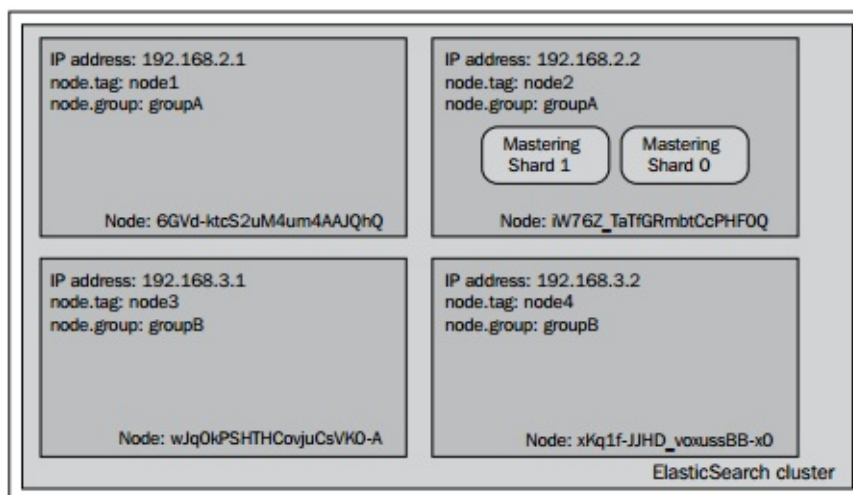 IP address: 192.168.2.1
node.tag: node1
node.group: groupA
Node: 6GVd-ktcS2uM4um4AAJQhQ
IP address: 192.168.2.2
node.tag: node2
node.group: groupA
Mastering
Shard 1
Mastering
Shard 0
Node: iW76Z_TaTfGRmbtCcPHF0Q
IP address: 192.168.3.1
node.tag: node3
node.group: groupB
Node: wJq0kPSHTHCovjuCsVK0-A
IP address: 192.168.3.2
node.tag: node4
node.group: groupB
Node: xKq1f-JJHD_voxussBB-x0
ElasticSearch cluster